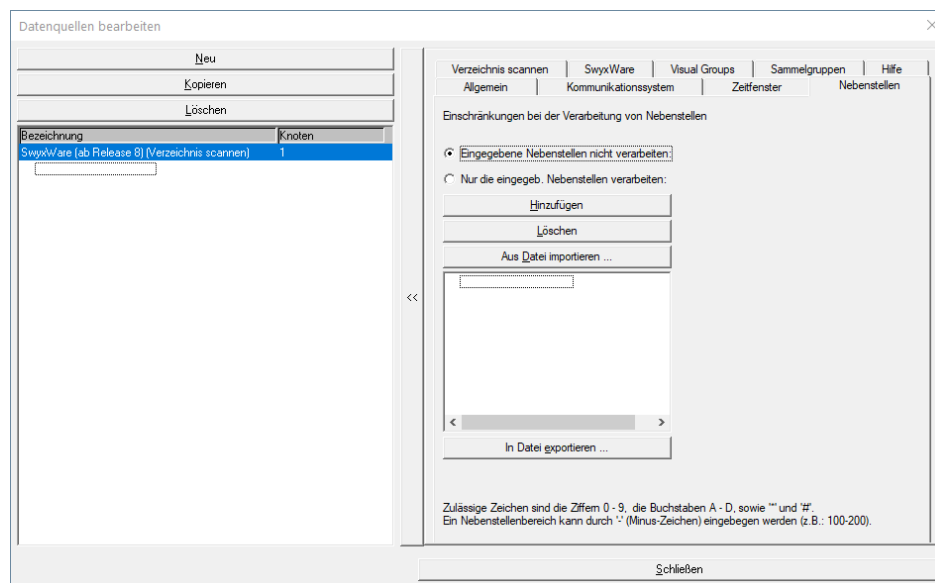 Datenquellen bearbeiten
Neu
Kopieren
Löschen
Bezeichnung Knoten
SwyxWare (ab Release 8) (Verzeichnis scannen) 1
<<
Verzeichnis scannen SwyxWare Visual Groups Sammelgruppen Hilfe
Allgemein Kommunikationssystem Zeitfenster Nebenstellen
Einschränkungen bei der Verarbeitung von Nebenstellen
Eingegebene Nebenstellen nicht verarbeiten:
Nur die eingegeb. Nebenstellen verarbeiten:
Hinzufügen
Löschen
Aus Datei importieren ...
In Datei exportieren ...
Zulässige Zeichen sind die Ziffern 0 - 9, die Buchstaben A - D, sowie '*' und '#'.
Ein Nebenstellenbereich kann durch '-' (Minus-Zeichen) eingebegen werden (z.B.: 100-200).
Schließen